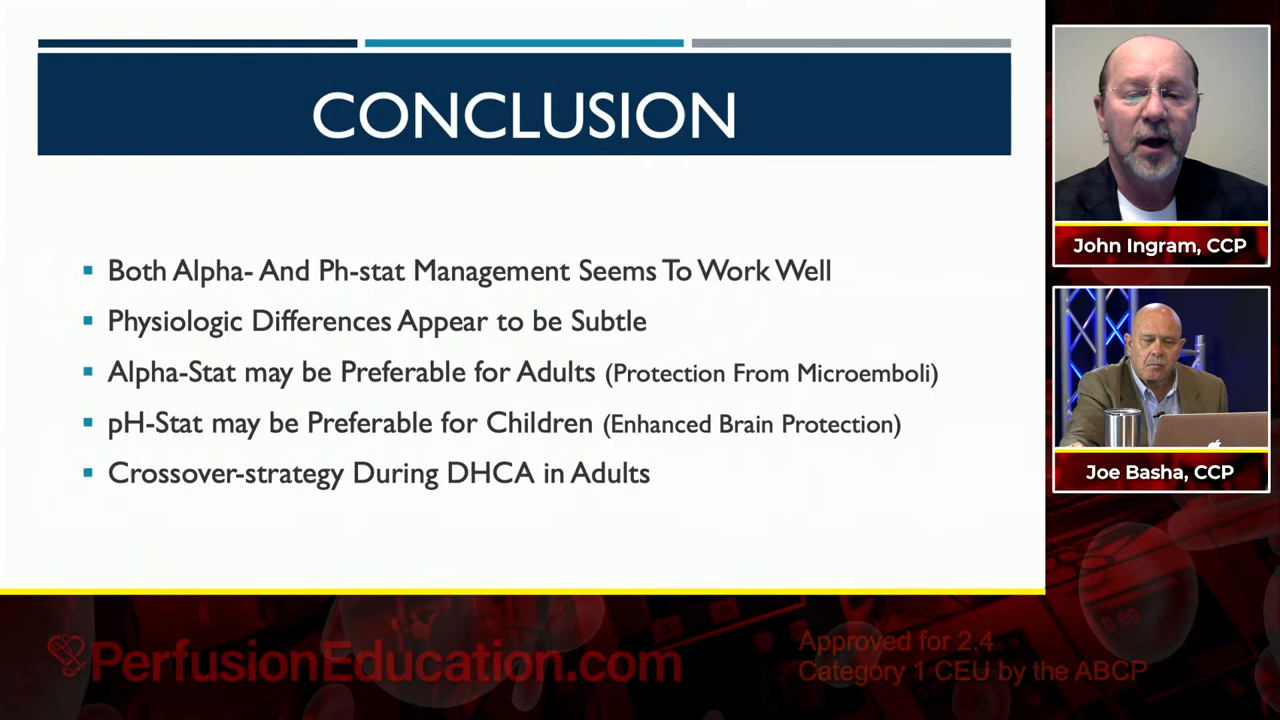 CONCLUSION
Both Alpha- And Ph-stat Management Seems To Work Well
Physiologic Differences Appear to be Subtle
Alpha-Stat may be Preferable for Adults (Protection From Microemboli)
pH-Stat may be Preferable for Children (Enhanced Brain Protection)
Crossover-strategy During DHCA in Adults
John Ingram, CCP
Joe Basha, CCP
PerfusionEducation.com
Approved for 2.4
Category 1 CEU by the ABCP